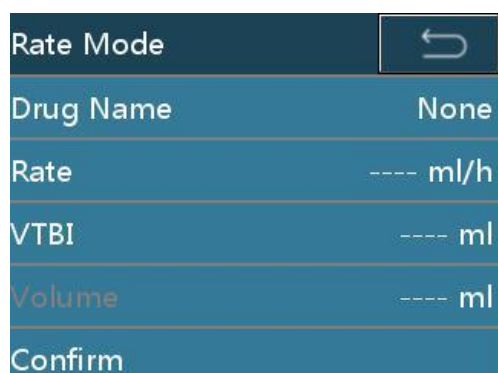 Rate Mode
Drug Name None
Rate ---- ml/h
VTBI ---- ml
Volume ---- ml
Confirm